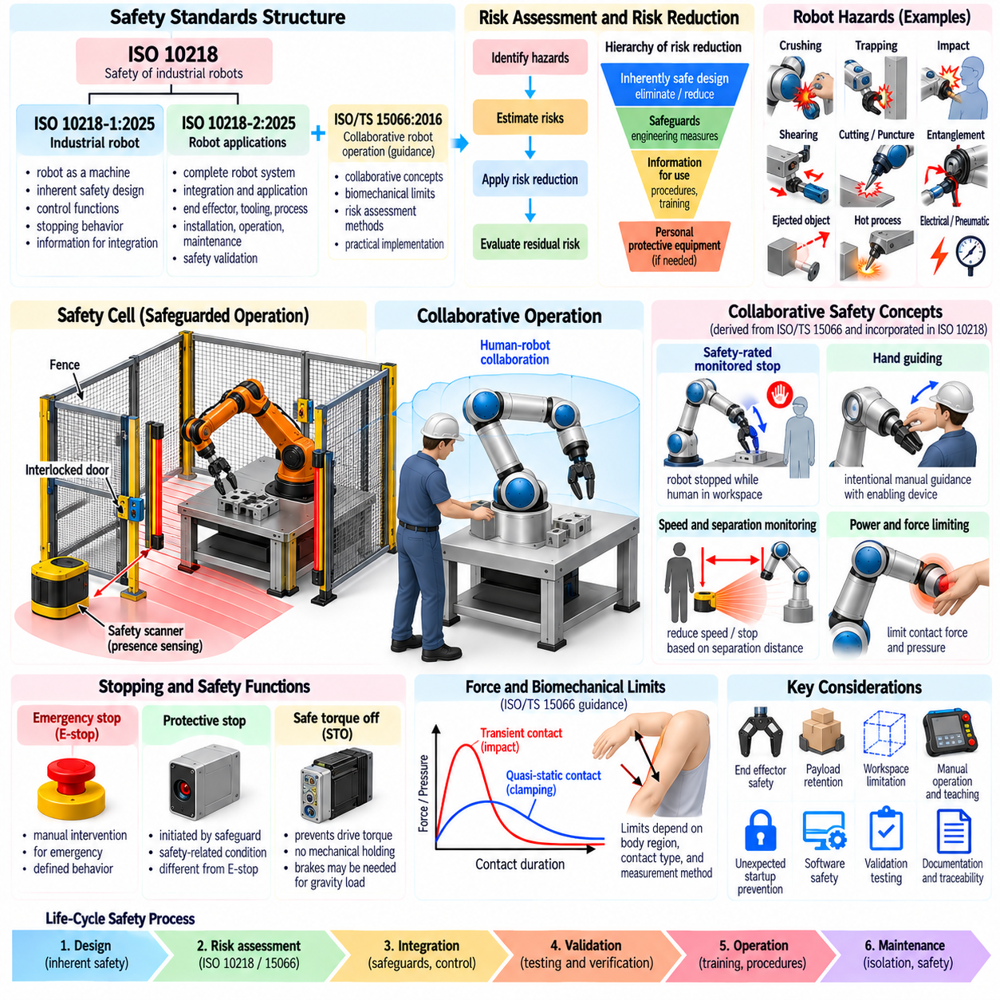 Safety Standards Structure
ISO 10218
Safety of industrial robots
ISO 10218-1:2025
Industrial robot
• robot as a machine
• inherent safety design
• control functions
• stopping behavior
• information for integration
ISO 10218-2:2025
Robot applications
• complete robot system
• integration and application
• end effector, tooling, process
• installation, operation,
maintenance
• safety validation
+
ISO/TS 15066:2016
Collaborative robot
operation (guidance)
• collaborative concepts
• biomechanical limits
• risk assessment
methods
• practical implementation
Risk Assessment and Risk Reduction
Identify hazards
Estimate risks
Apply risk reduction
Evaluate residual risk
Hierarchy of risk reduction
Inherently safe design
eliminate / reduce
Safeguards
engineering measures
Information
for use
procedures,
training
Personal
protective equipment
(if needed)
Robot Hazards (Examples)
Crushing
Trapping
Impact
Shearing
Cutting / Puncture
Entanglement
Ejected object
Hot process
Electrical / Pneumatic
Safety Cell (Safeguarded Operation)
Fence
Interlocked door
Safety scanner
(presence sensing)
Collaborative Operation
Human-robot
collaboration
Collaborative Safety Concepts
(derived from ISO/TS 15066 and incorporated in ISO 10218)
Safety-rated
monitored stop
robot stopped while
human in workspace
Hand guiding
intentional manual guidance
with enabling device
Speed and separation monitoring
reduce speed / stop
based on separation distance
Power and force limiting
limit contact force
and pressure
Stopping and Safety Functions
Emergency stop
(E-stop)
• manual intervention
• for emergency
• defined behavior
Protective stop
• initiated by safeguard
• safety-related condition
• different from E-stop
Safe torque off
(STO)
• prevents drive torque
• no mechanical holding
• brakes may be needed
for gravity load
Force and Biomechanical Limits
(ISO/TS 15066 guidance)
Force / Pressure
Transient contact
(impact)
Quasi-static contact
(clamping)
Contact duration
Limits depend on
body region,
contact type, and
measurement method
Key Considerations
End effector
safety
Payload
retention
Workspace
limitation
Manual
operation
and teaching
Unexpected
startup
prevention
Software
safety
Validation
testing
Documentation
and traceability
Life-Cycle Safety Process
1. Design
(inherent safety)
2. Risk assessment
(ISO 10218 / 15066)
3. Integration
(safeguards, control)
4. Validation
(testing and verification)
5. Operation
(training, procedures)
6. Maintenance
(isolation, safety)